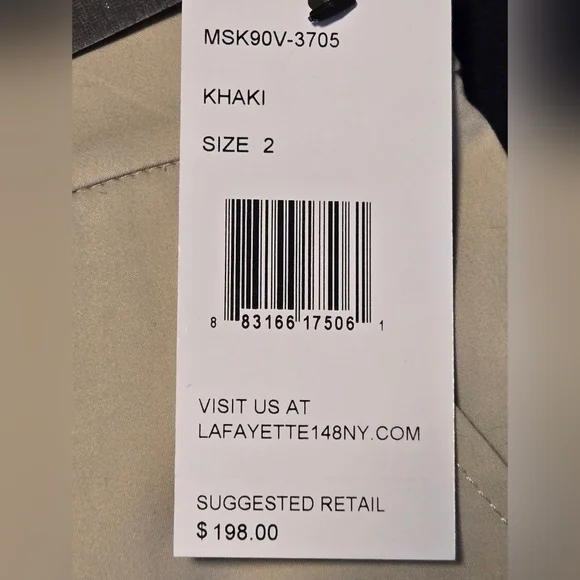 MSK90V-3705
KHAKI
SIZE 2
8 83166 17506 1
VISIT US AT
LAFAYETTE148NY.COM
SUGGESTED RETAIL
$ 198.00